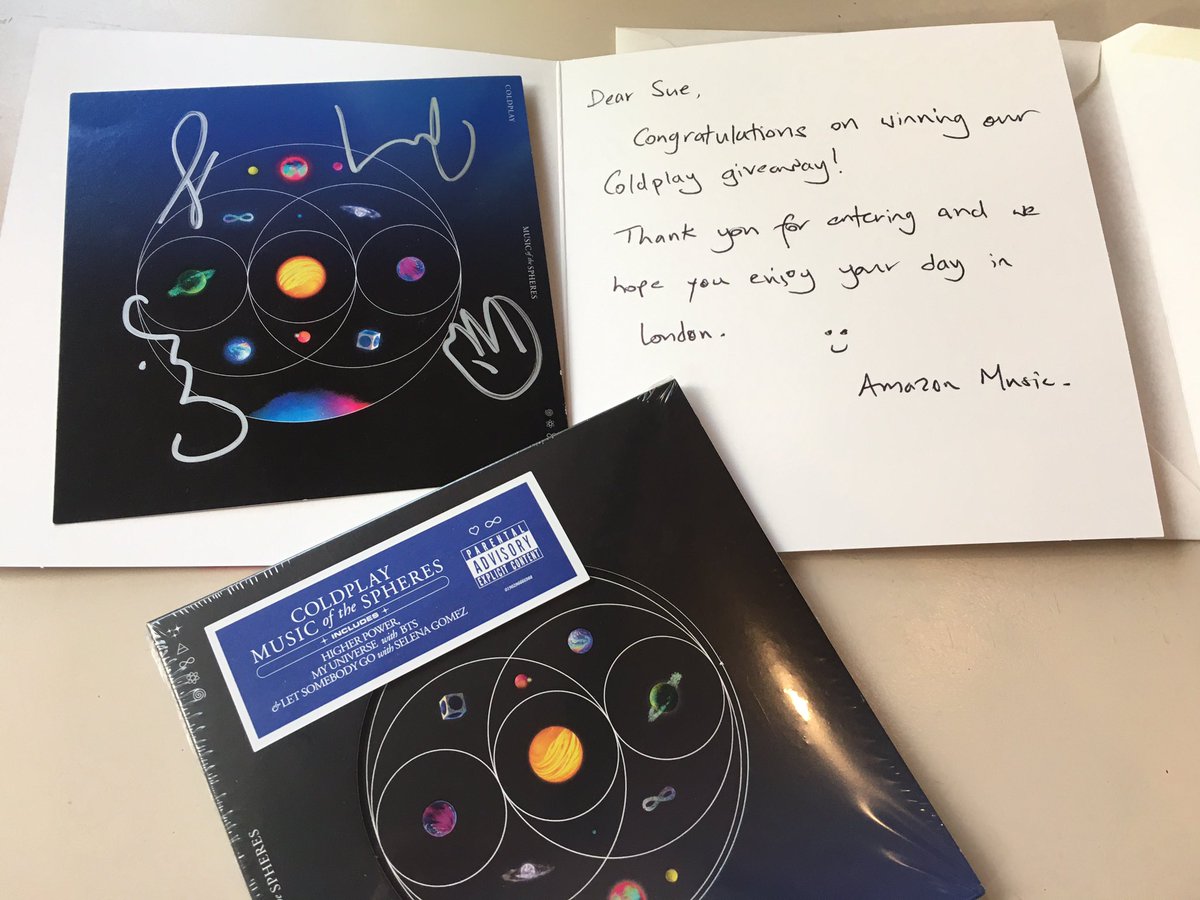 COLDPLAY
MUSIC of the SPHERES
Dear Sue,
Congratulations on winning our
Coldplay giveaway!
Thank you for entering and we
hope you enjoy your day in
London.
Amazon Music.
COLDPLAY
MUSIC of the SPHERES
INCLUDES
HIGHER POWER,
MY UNIVERSE with BTS
& LET SOMEBODY GO with SELENA GOMEZ
PARENTAL
ADVISORY
EXPLICIT CONTENT
SPHERES